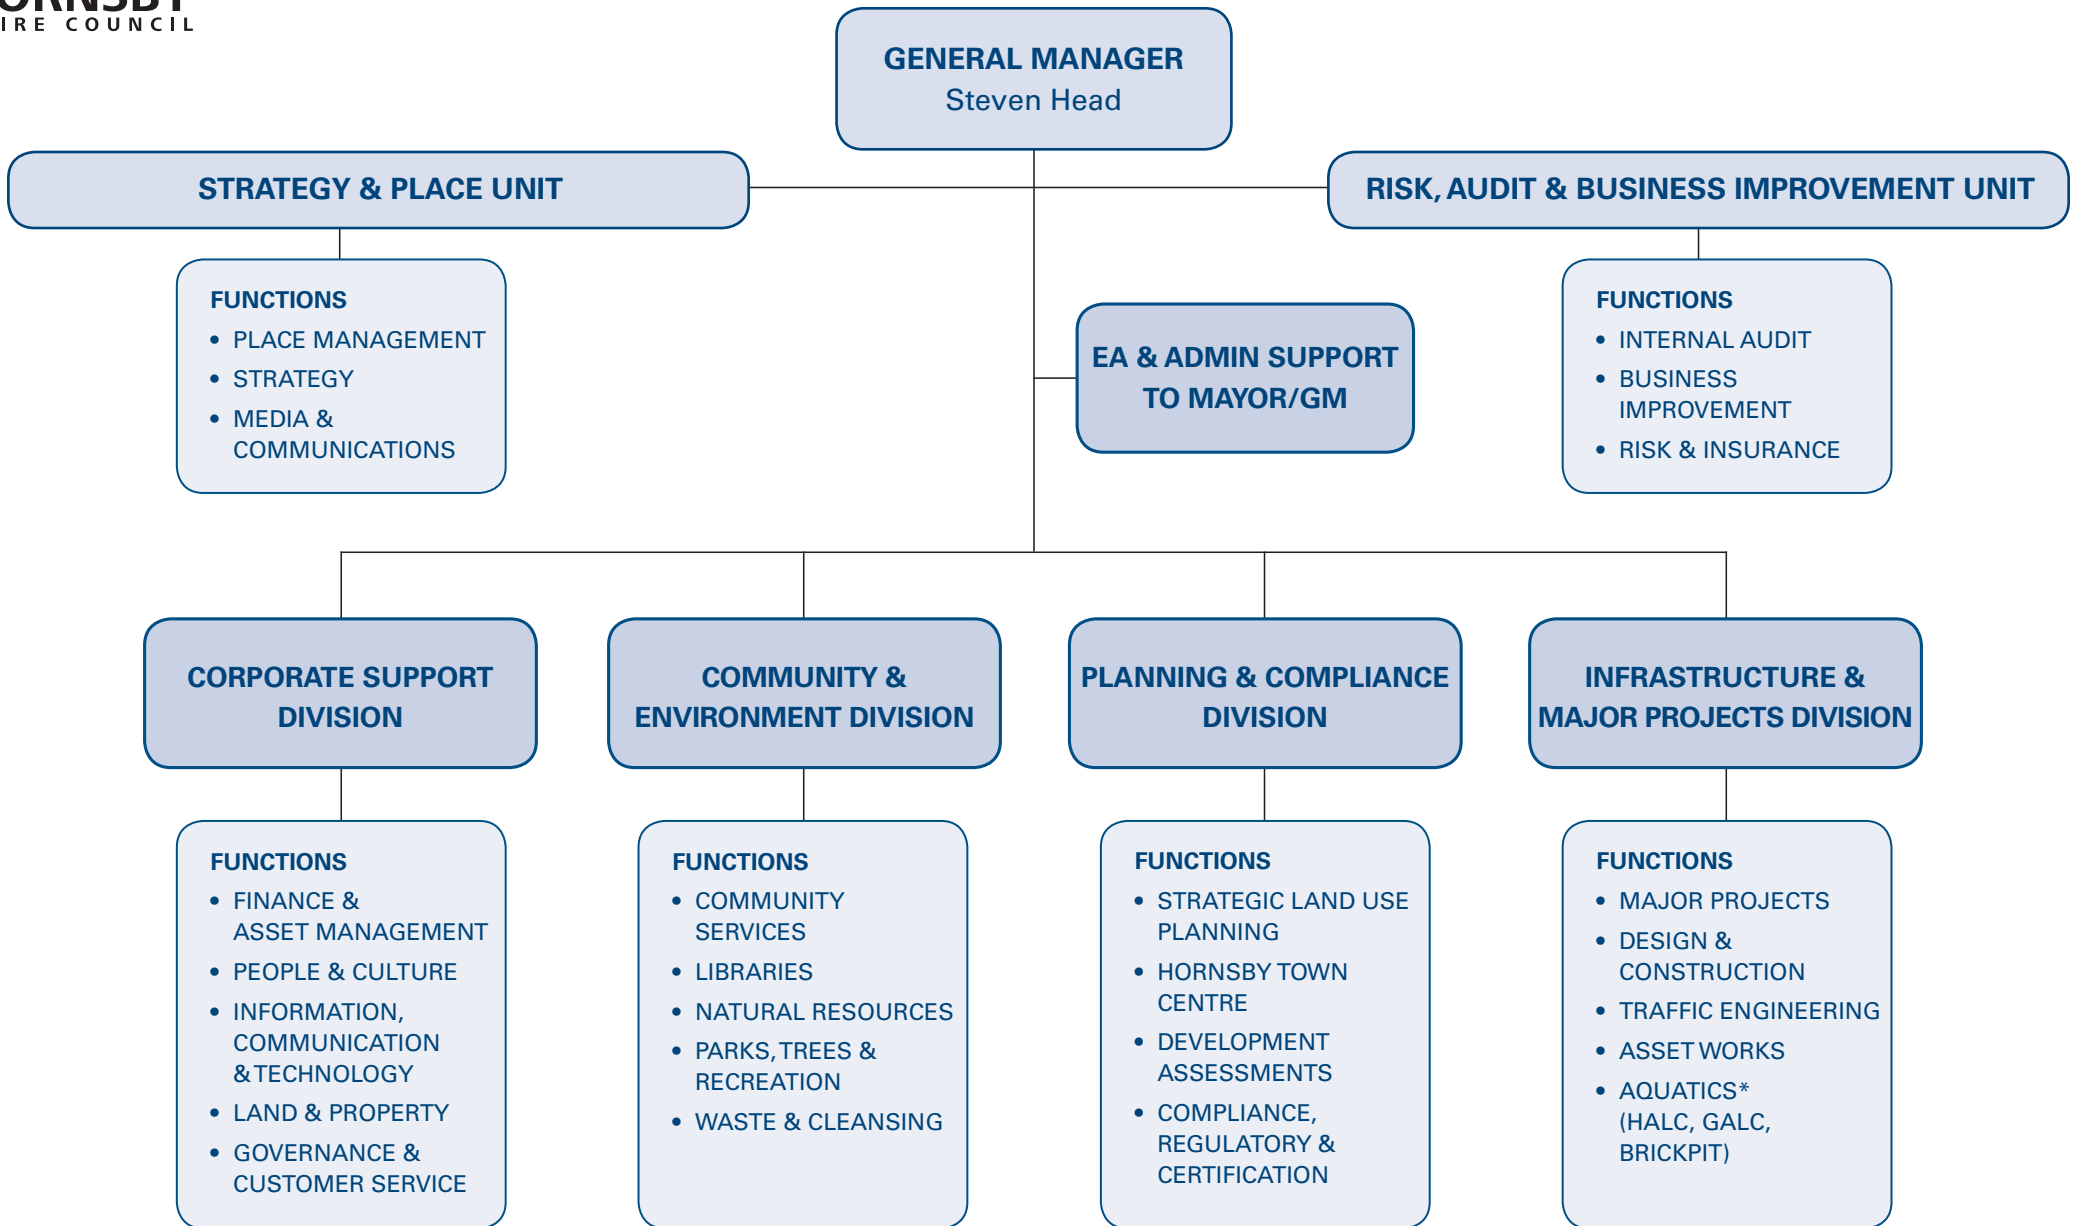 ORNSBY
IRE COUNCIL
GENERAL MANAGER
Steven Head
STRATEGY & PLACE UNIT
RISK, AUDIT & BUSINESS IMPROVEMENT UNIT
FUNCTIONS
• PLACE MANAGEMENT
• STRATEGY
• MEDIA &
COMMUNICATIONS
EA & ADMIN SUPPORT
TO MAYOR/GM
FUNCTIONS
• INTERNAL AUDIT
• BUSINESS
IMPROVEMENT
• RISK & INSURANCE
CORPORATE SUPPORT
DIVISION
COMMUNITY &
ENVIRONMENT DIVISION
PLANNING & COMPLIANCE
DIVISION
INFRASTRUCTURE &
MAJOR PROJECTS DIVISION
FUNCTIONS
• FINANCE &
ASSET MANAGEMENT
• PEOPLE & CULTURE
• INFORMATION,
COMMUNICATION
& TECHNOLOGY
• LAND & PROPERTY
• GOVERNANCE &
CUSTOMER SERVICE
FUNCTIONS
• COMMUNITY
SERVICES
• LIBRARIES
• NATURAL RESOURCES
• PARKS, TREES &
RECREATION
• WASTE & CLEANSING
FUNCTIONS
• STRATEGIC LAND USE
PLANNING
• HORNSBY TOWN
CENTRE
• DEVELOPMENT
ASSESSMENTS
• COMPLIANCE,
REGULATORY &
CERTIFICATION
FUNCTIONS
• MAJOR PROJECTS
• DESIGN &
CONSTRUCTION
• TRAFFIC ENGINEERING
• ASSET WORKS
• AQUATICS*
(HALC, GALC,
BRICKPIT)